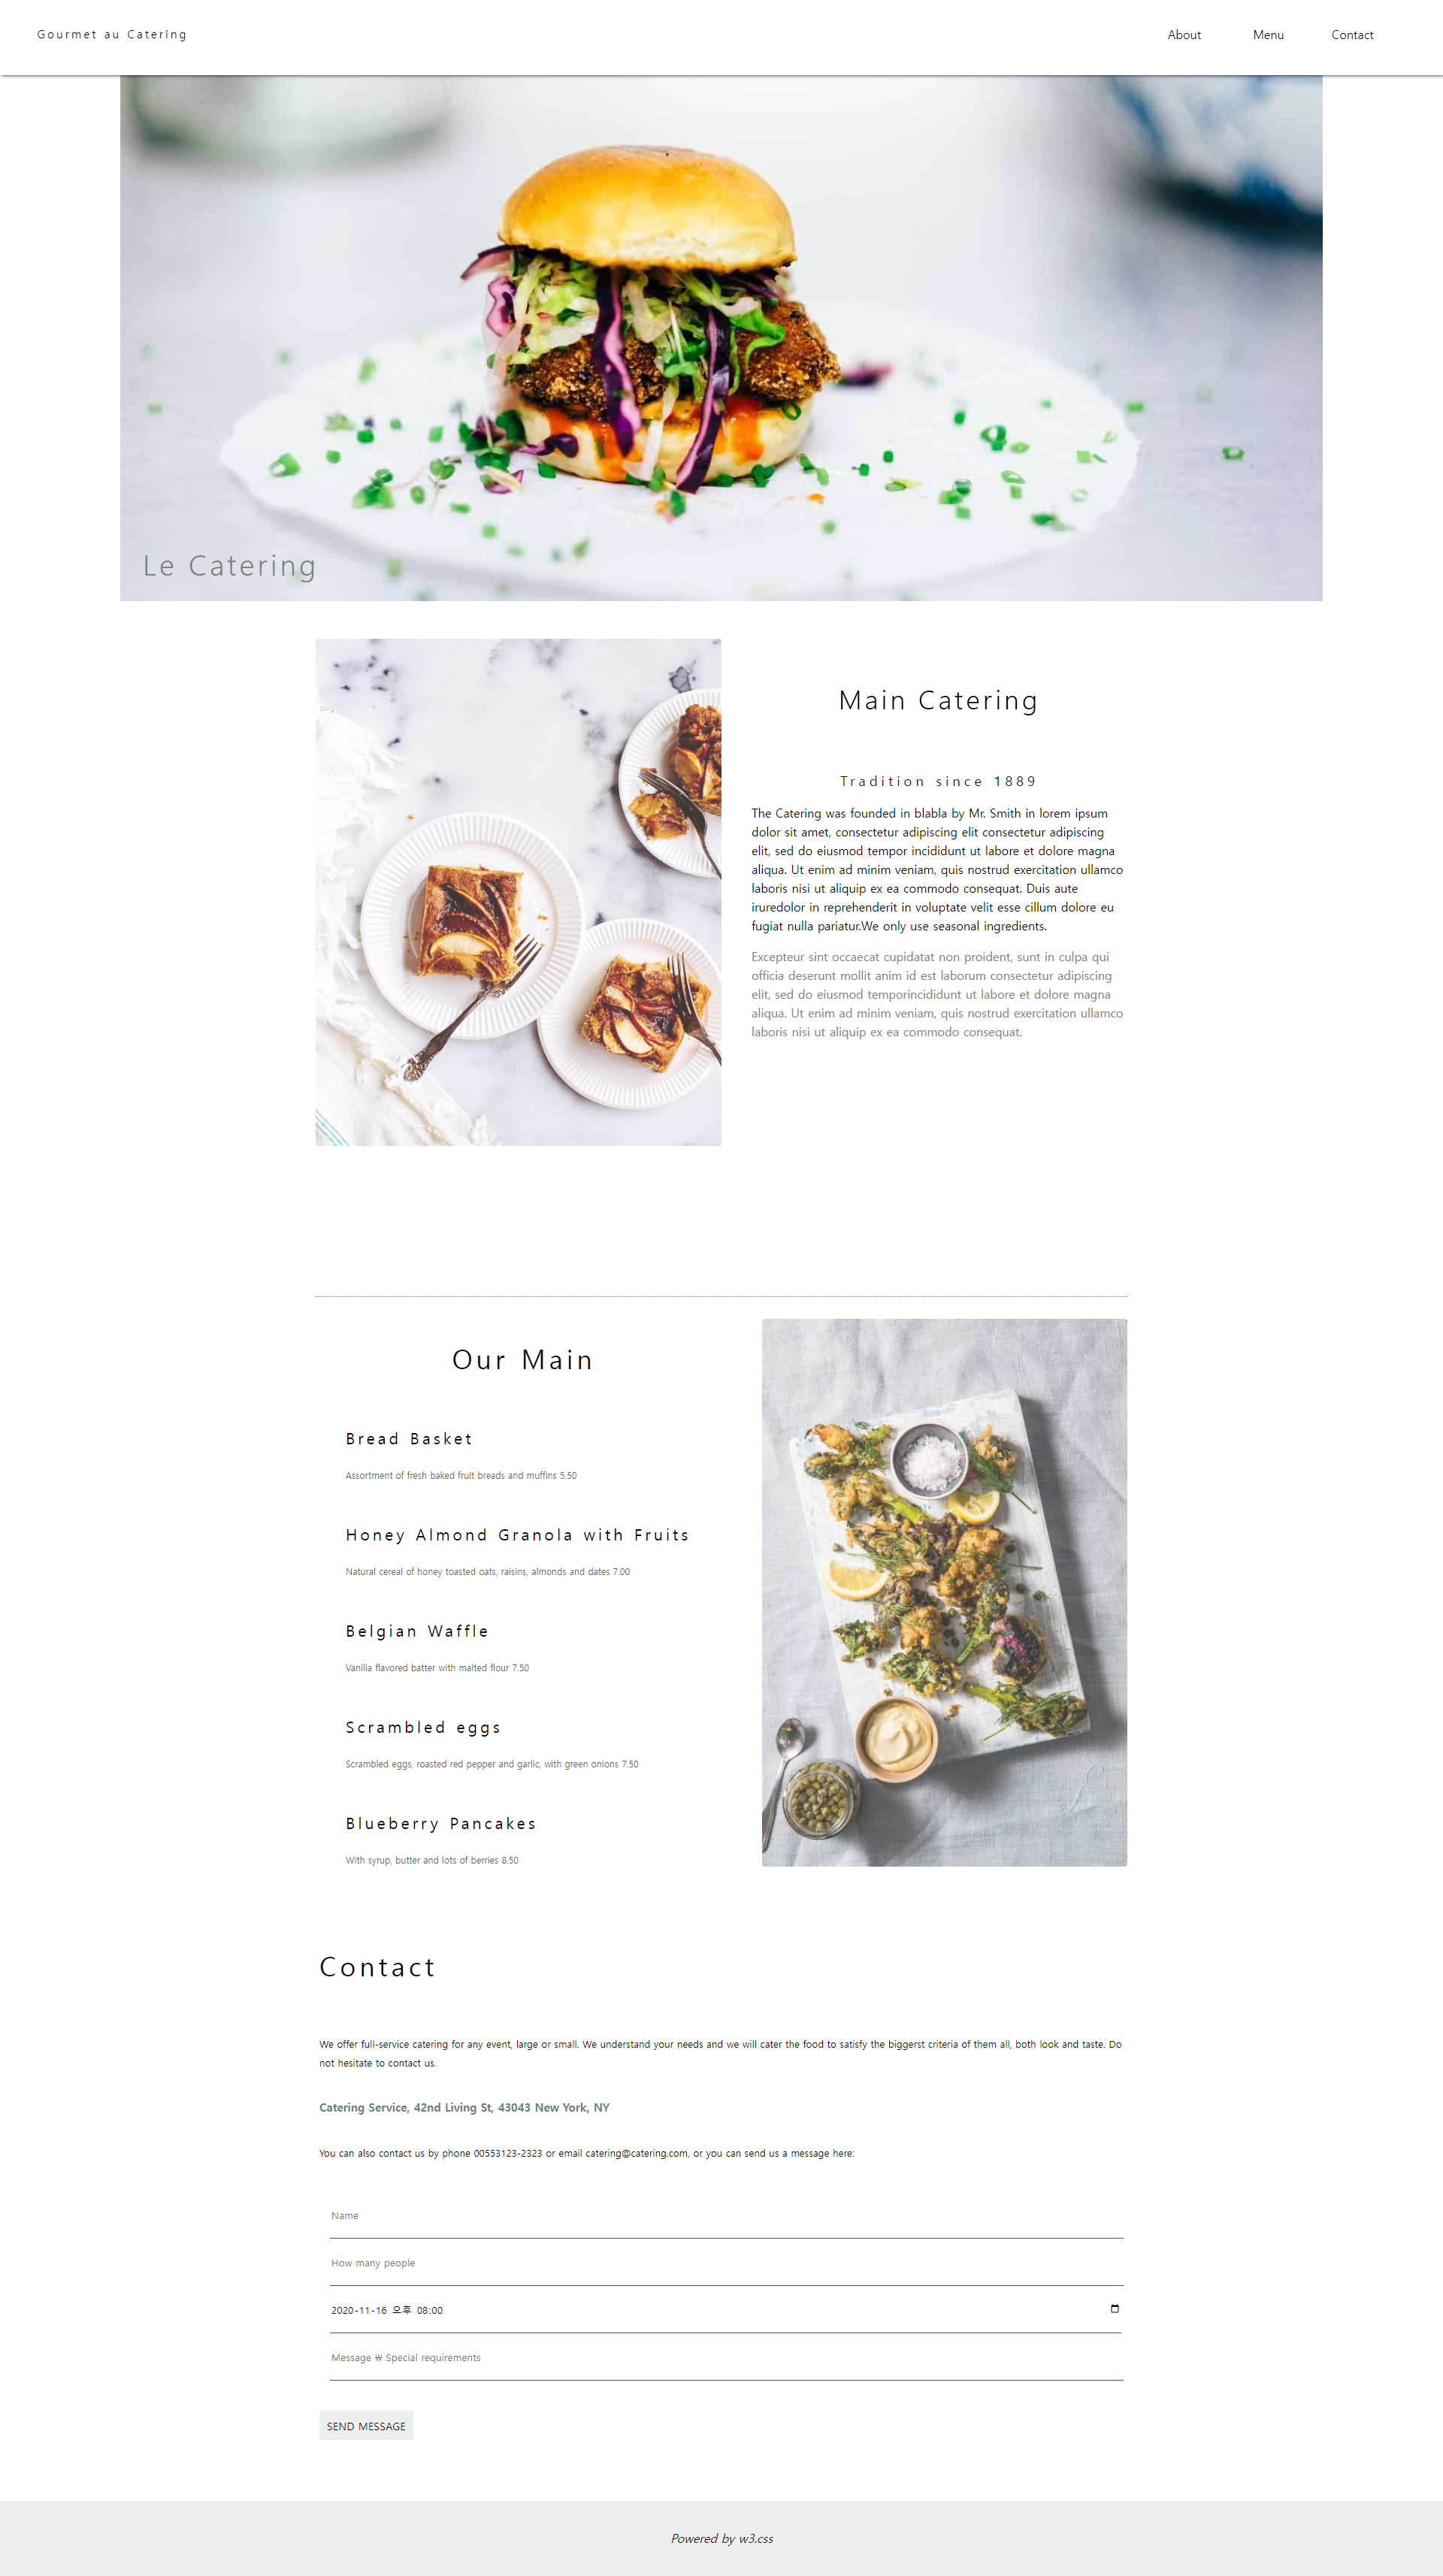 Gourmet au Catering
About Menu Contact
Le Catering
Main Catering
Tradition since 1889
The Catering was founded in blabla by Mr. Smith in lorem ipsum
dolor sit amet, consectetur adipiscing elit consectetur adipiscing
elit, sed do eiusmod tempor incididunt ut labore et dolore magna
aliqua. Ut enim ad minim veniam, quis nostrud exercitation ullamco
laboris nisi ut aliquip ex ea commodo consequat. Duis aute
iruredolor in reprehenderit in voluptate velit esse cillum dolore eu
fugiat nulla pariatur.We only use seasonal ingredients.
Excepteur sint occaecat cupidatat non proident, sunt in culpa qui
officia deserunt mollit anim id est laborum consectetur adipiscing
elit, sed do eiusmod temporincididunt ut labore et dolore magna
aliqua. Ut enim ad minim veniam, quis nostrud exercitation ullamco
laboris nisi ut aliquip ex ea commodo consequat.
Our Main
Bread Basket
Assortment of fresh baked fruit breads and muffins 5.50
Honey Almond Granola with Fruits
Natural cereal of honey toasted oats, raisins, almonds and dates 7.00
Belgian Waffle
Vanilla flavored batter with malted flour 7.50
Scrambled eggs
Scrambled eggs, roasted red pepper and garlic, with green onions 7.50
Blueberry Pancakes
With syrup, butter and lots of berries 8.50
Contact
We offer full-service catering for any event, large or small. We understand your needs and we will cater the food to satisfy the biggerst criteria of them all, both look and taste. Do
not hesitate to contact us.
Catering Service, 42nd Living St, 43043 New York, NY
You can also contact us by phone 00553123-2323 or email catering@catering.com, or you can send us a message here:
Name
How many people
2020-11-16 오후 08:00
Message ₩ Special requirements
SEND MESSAGE
Powered by w3.css